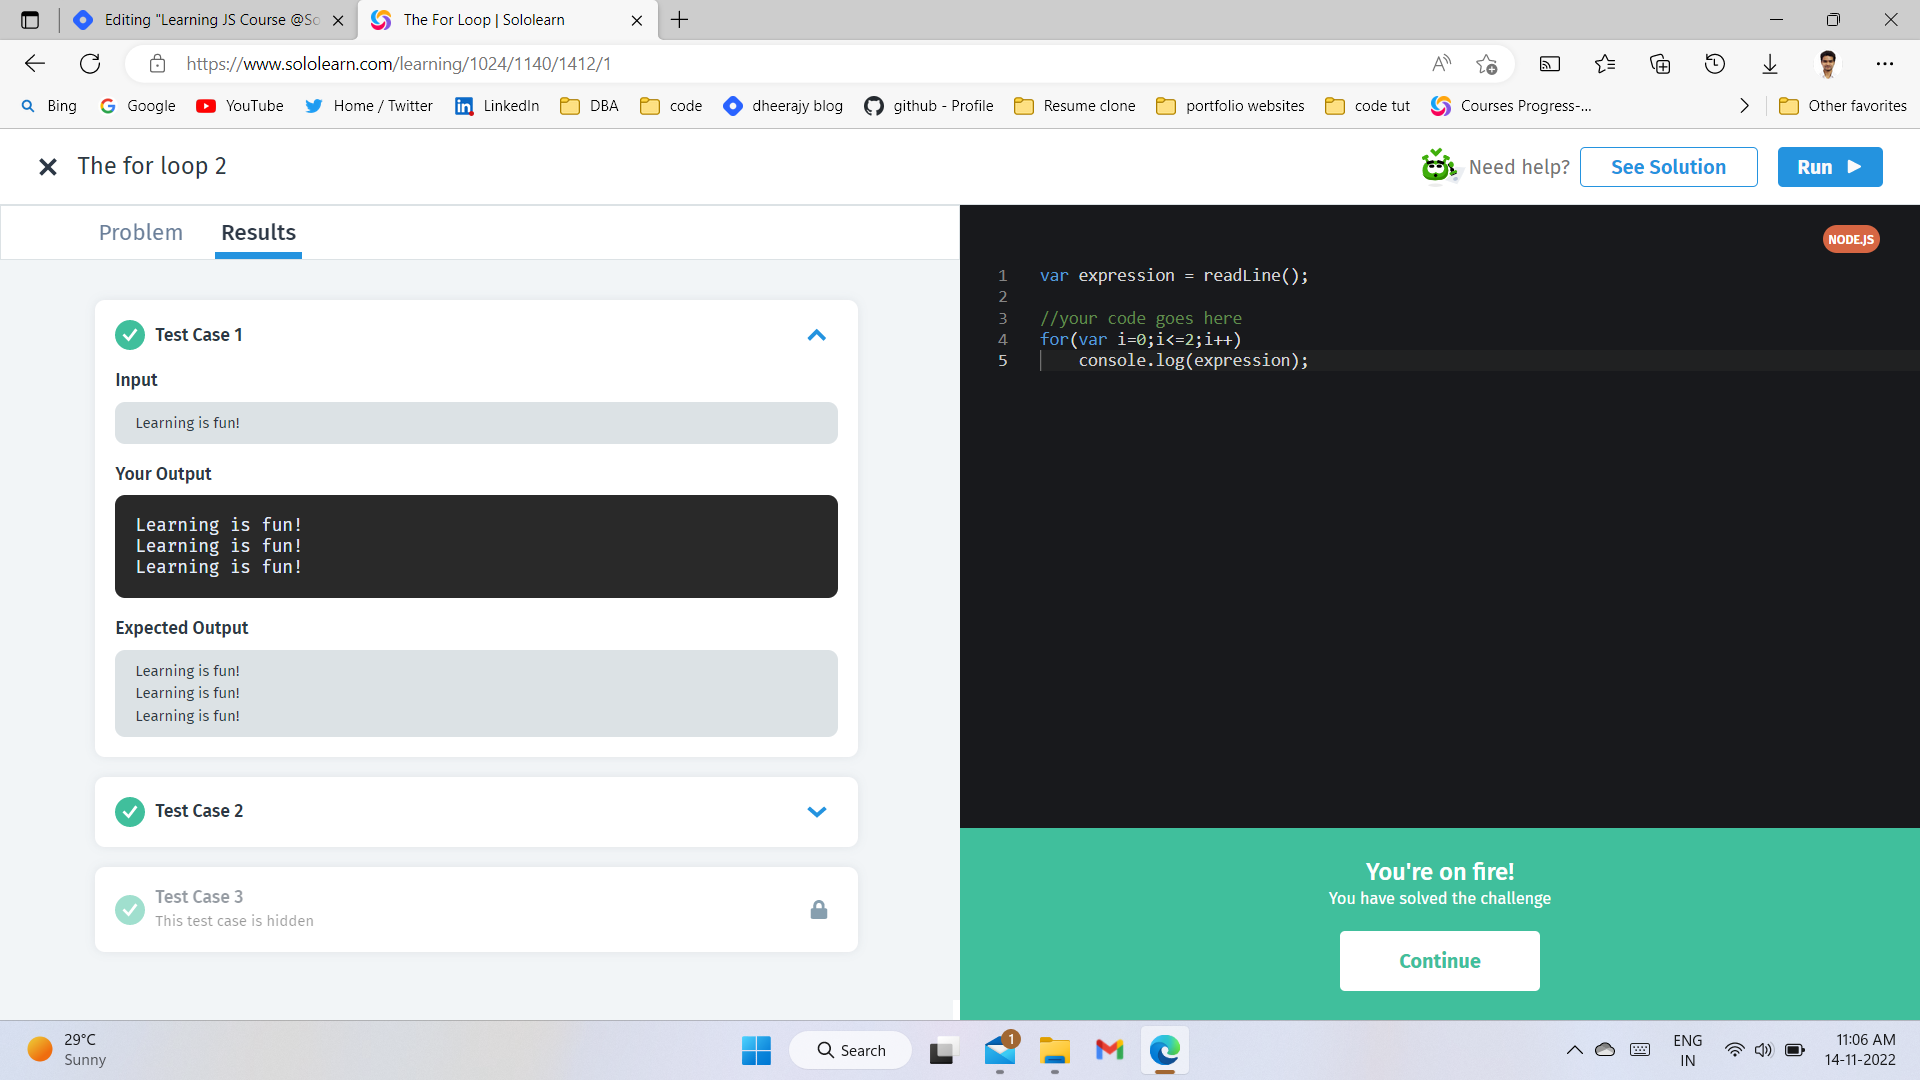 Editing "Learning JS Course @So
The For Loop | Sololearn
https://www.sololearn.com/learning/1024/1140/1412/1
Bing
Google
YouTube
Home / Twitter
LinkedIn
DBA
code
dheerajy blog
github - Profile
Resume clone
portfolio websites
code tut
Courses Progress-...
Other favorites
The for loop 2
Need help?
See Solution
Run
Problem
Results
Test Case 1
Input
Learning is fun!
Your Output
Learning is fun!
Learning is fun!
Learning is fun!
Expected Output
Learning is fun!
Learning is fun!
Learning is fun!
Test Case 2
Test Case 3
This test case is hidden
NODE.JS
1 var expression = readLine();
2
3 //your code goes here
4 for(var i=0;i<=2;i++)
5 console.log(expression);
You're on fire!
You have solved the challenge
Continue
29°C
Sunny
Search
1
ENG
IN
11:06 AM
14-11-2022